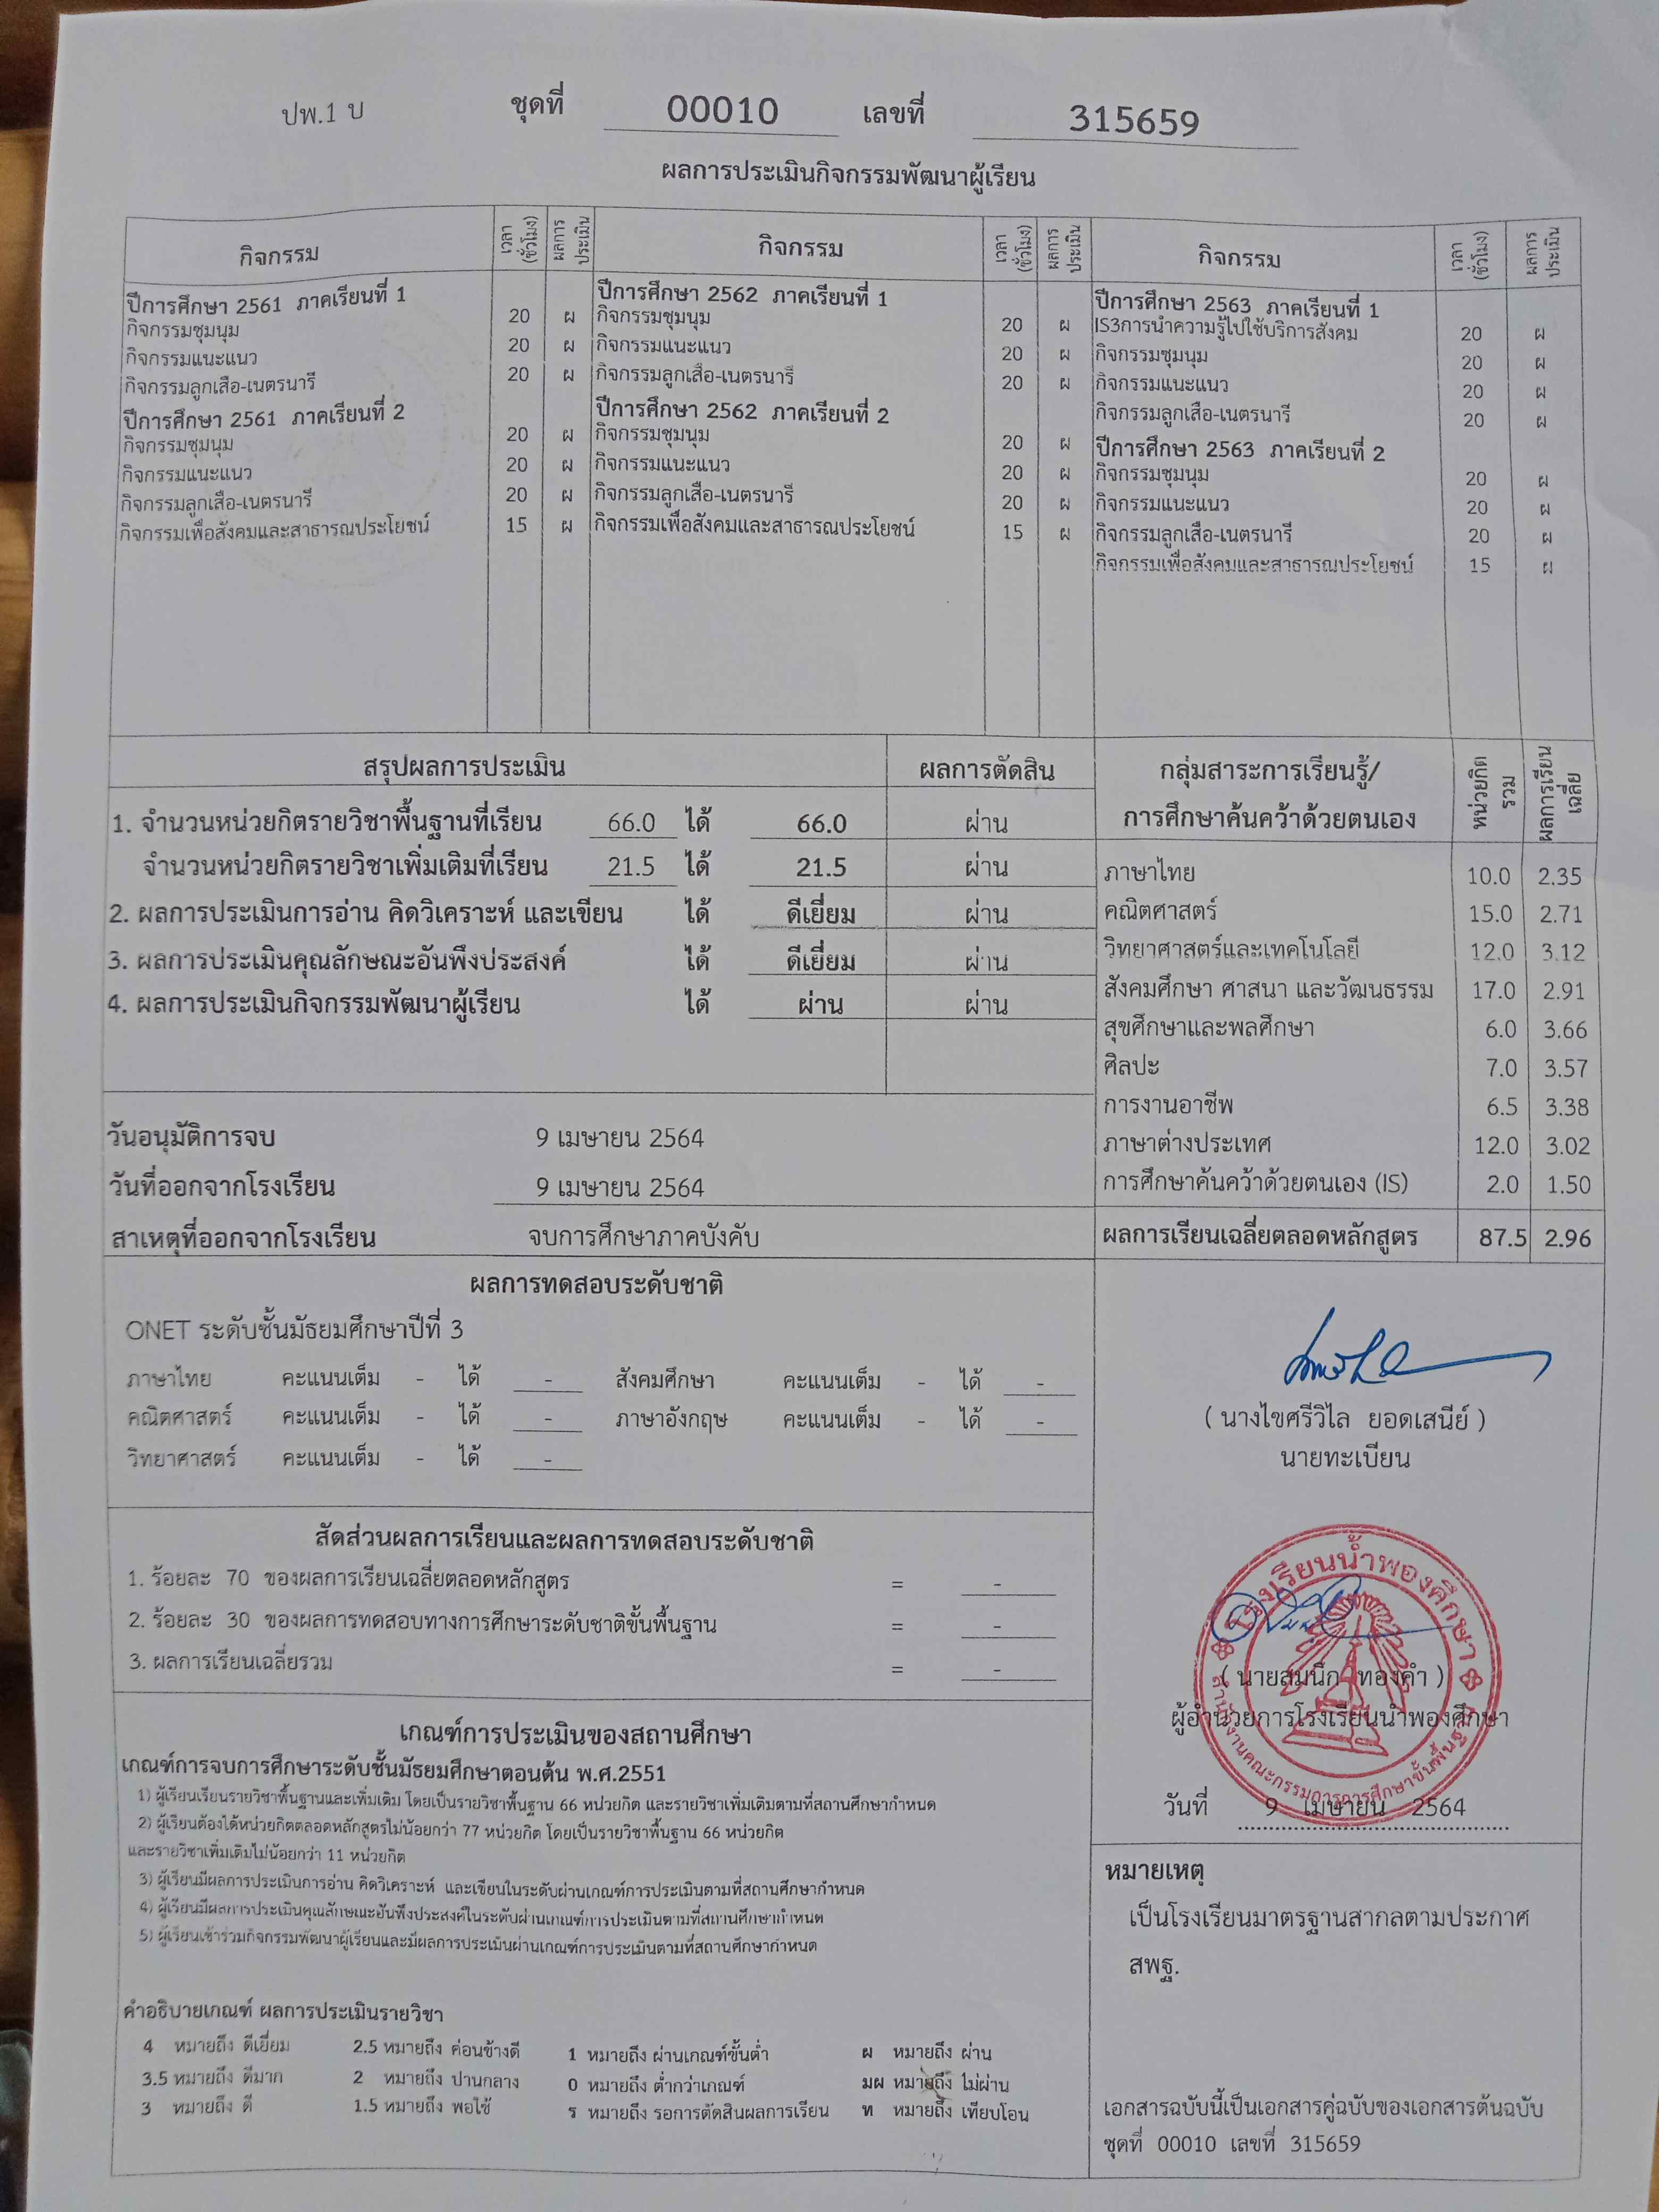 ปพ.1 บ ชุดที่ 00010 เลขที่ 315659
ผลการประเมินกิจกรรมพัฒนาผู้เรียน
กิจกรรม เวลา (ชั่วโมง) ผลการประเมิน
ปีการศึกษา 2561 ภาคเรียนที่ 1
กิจกรรมชุมนุม 20 ผ
กิจกรรมแนะแนว 20 ผ
กิจกรรมลูกเสือ-เนตรนารี 20 ผ
ปีการศึกษา 2561 ภาคเรียนที่ 2
กิจกรรมชุมนุม 20 ผ
กิจกรรมแนะแนว 20 ผ
กิจกรรมลูกเสือ-เนตรนารี 20 ผ
กิจกรรมเพื่อสังคมและสาธารณประโยชน์ 15 ผ
กิจกรรม เวลา (ชั่วโมง) ผลการประเมิน
ปีการศึกษา 2562 ภาคเรียนที่ 1
กิจกรรมชุมนุม 20 ผ
กิจกรรมแนะแนว 20 ผ
กิจกรรมลูกเสือ-เนตรนารี 20 ผ
ปีการศึกษา 2562 ภาคเรียนที่ 2
กิจกรรมชุมนุม 20 ผ
กิจกรรมแนะแนว 20 ผ
กิจกรรมลูกเสือ-เนตรนารี 20 ผ
กิจกรรมเพื่อสังคมและสาธารณประโยชน์ 15 ผ
กิจกรรม เวลา (ชั่วโมง) ผลการประเมิน
ปีการศึกษา 2563 ภาคเรียนที่ 1
IS3การนำความรู้ไปใช้บริการสังคม 20 ผ
กิจกรรมชุมนุม 20 ผ
กิจกรรมแนะแนว 20 ผ
กิจกรรมลูกเสือ-เนตรนารี 20 ผ
ปีการศึกษา 2563 ภาคเรียนที่ 2
กิจกรรมชุมนุม 20 ผ
กิจกรรมแนะแนว 20 ผ
กิจกรรมลูกเสือ-เนตรนารี 20 ผ
กิจกรรมเพื่อสังคมและสาธารณประโยชน์ 15 ผ
สรุปผลการประเมิน ผลการตัดสิน
1. จำนวนหน่วยกิตรายวิชาพื้นฐานที่เรียน 66.0 ได้ 66.0 ผ่าน
จำนวนหน่วยกิตรายวิชาเพิ่มเติมที่เรียน 21.5 ได้ 21.5 ผ่าน
2. ผลการประเมินการอ่าน คิดวิเคราะห์ และเขียน ได้ ดีเยี่ยม ผ่าน
3. ผลการประเมินคุณลักษณะอันพึงประสงค์ ได้ ดีเยี่ยม ผ่าน
4. ผลการประเมินกิจกรรมพัฒนาผู้เรียน ได้ ผ่าน ผ่าน
วันอนุมัติการจบ 9 เมษายน 2564
วันที่ออกจากโรงเรียน 9 เมษายน 2564
สาเหตุที่ออกจากโรงเรียน จบการศึกษาภาคบังคับ
กลุ่มสาระการเรียนรู้/
การศึกษาค้นคว้าด้วยตนเอง หน่วยกิตรวม ผลการเรียนเฉลี่ย
ภาษาไทย 10.0 2.35
คณิตศาสตร์ 15.0 2.71
วิทยาศาสตร์และเทคโนโลยี 12.0 3.12
สังคมศึกษา ศาสนา และวัฒนธรรม 17.0 2.91
สุขศึกษาและพลศึกษา 6.0 3.66
ศิลปะ 7.0 3.57
การงานอาชีพ 6.5 3.38
ภาษาต่างประเทศ 12.0 3.02
การศึกษาค้นคว้าด้วยตนเอง (IS) 2.0 1.50
ผลการเรียนเฉลี่ยตลอดหลักสูตร 87.5 2.96
ผลการทดสอบระดับชาติ
ONET ระดับชั้นมัธยมศึกษาปีที่ 3
ภาษาไทย คะแนนเต็ม - ได้ - สังคมศึกษา คะแนนเต็ม - ได้ -
คณิตศาสตร์ คะแนนเต็ม - ได้ - ภาษาอังกฤษ คะแนนเต็ม - ได้ -
วิทยาศาสตร์ คะแนนเต็ม - ได้ -
สัดส่วนผลการเรียนและผลการทดสอบระดับชาติ
1. ร้อยละ 70 ของผลการเรียนเฉลี่ยตลอดหลักสูตร = -
2. ร้อยละ 30 ของผลการทดสอบทางการศึกษาระดับชาติขั้นพื้นฐาน = -
3. ผลการเรียนเฉลี่ยรวม = -
เกณฑ์การประเมินของสถานศึกษา
เกณฑ์การจบการศึกษาระดับชั้นมัธยมศึกษาตอนต้น พ.ศ.2551
1) ผู้เรียนเรียนรายวิชาพื้นฐานและเพิ่มเติม โดยเป็นรายวิชาพื้นฐาน 66 หน่วยกิต และรายวิชาเพิ่มเติมตามที่สถานศึกษากำหนด
2) ผู้เรียนต้องได้หน่วยกิตตลอดหลักสูตรไม่น้อยกว่า 77 หน่วยกิต โดยเป็นรายวิชาพื้นฐาน 66 หน่วยกิต
และรายวิชาเพิ่มเติมไม่น้อยกว่า 11 หน่วยกิต
3) ผู้เรียนมีผลการประเมินการอ่าน คิดวิเคราะห์ และเขียนในระดับผ่านเกณฑ์การประเมินตามที่สถานศึกษากำหนด
4) ผู้เรียนมีผลการประเมินคุณลักษณะอันพึงประสงค์ในระดับผ่านเกณฑ์การประเมินตามที่สถานศึกษากำหนด
5) ผู้เรียนเข้าร่วมกิจกรรมพัฒนาผู้เรียนและมีผลการประเมินผ่านเกณฑ์การประเมินตามที่สถานศึกษากำหนด
คำอธิบายเกณฑ์ ผลการประเมินรายวิชา
4 หมายถึง ดีเยี่ยม 2.5 หมายถึง ค่อนข้างดี 1 หมายถึง ผ่านเกณฑ์ขั้นต่ำ ผ หมายถึง ผ่าน
3.5 หมายถึง ดีมาก 2 หมายถึง ปานกลาง 0 หมายถึง ต่ำกว่าเกณฑ์ มผ หมายถึง ไม่ผ่าน
3 หมายถึง ดี 1.5 หมายถึง พอใช้ ร หมายถึง รอการตัดสินผลการเรียน ท หมายถึง เทียบโอน
( นางไขศรีวิไล ยอดเสนีย์ )
นายทะเบียน
โรงเรียนน้ำพองศึกษา
( นายสมนึก ทองคำ )
ผู้อำนวยการโรงเรียนน้ำพองศึกษา
สำนักงานคณะกรรมการการศึกษาขั้นพื้นฐาน
วันที่ 9 เมษายน 2564
หมายเหตุ
เป็นโรงเรียนมาตรฐานสากลตามประกาศ
สพฐ.
เอกสารฉบับนี้เป็นเอกสารคู่ฉบับของเอกสารต้นฉบับ
ชุดที่ 00010 เลขที่ 315659